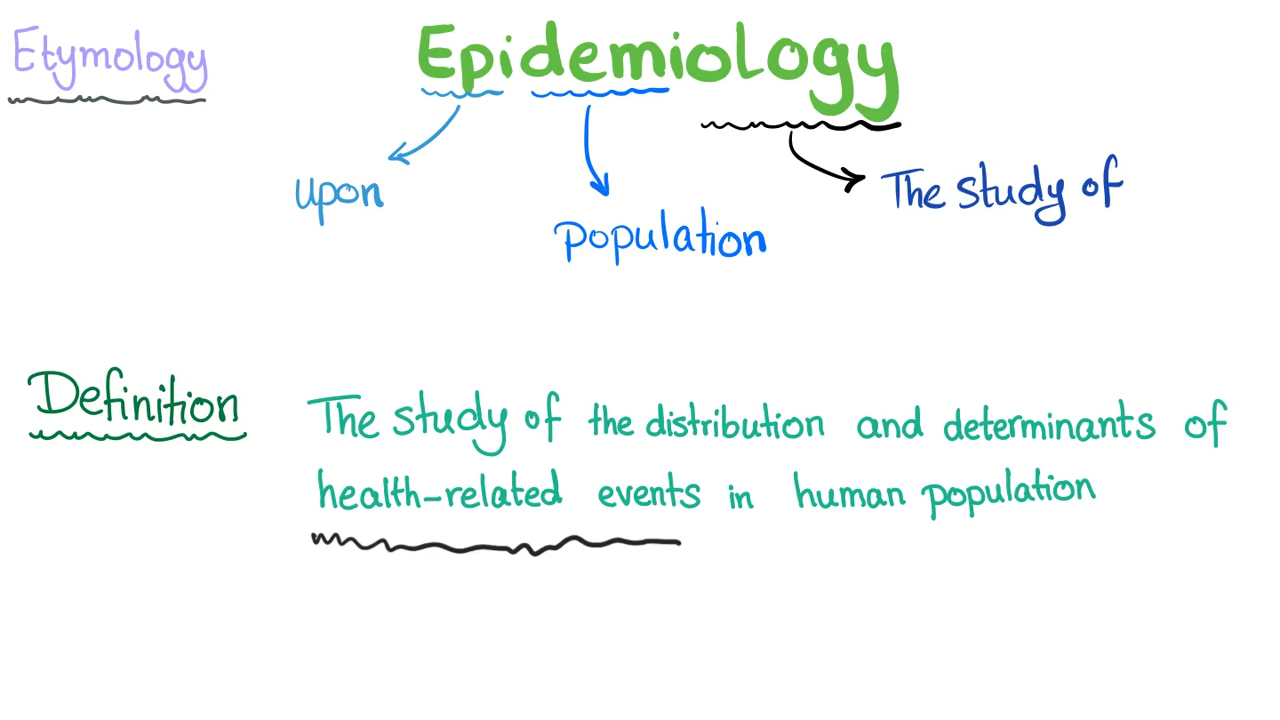 Etymology
Epidemiology
upon
population
The study of
Definition
The study of the distribution and determinants of
health-related events in human population